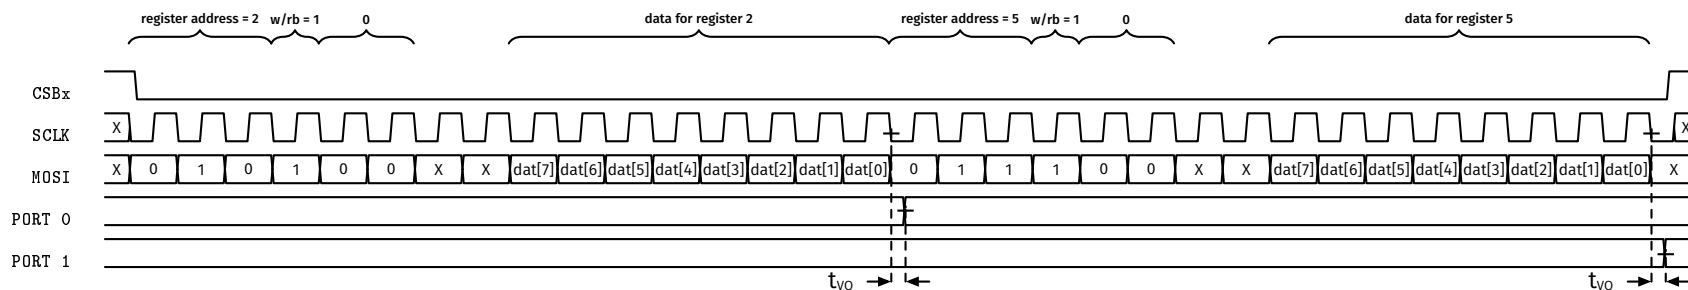 register address = 2 w/rb = 1 0 data for register 2 register address = 5 w/rb = 1 0 data for register 5
CSBx
SCLK X X
MOSI X 0 1 0 1 0 0 X X dat[7] dat[6] dat[5] dat[4] dat[3] dat[2] dat[1] dat[0] 0 1 1 1 0 0 X X dat[7] dat[6] dat[5] dat[4] dat[3] dat[2] dat[1] dat[0] X
PORT 0
PORT 1
tVO tVO